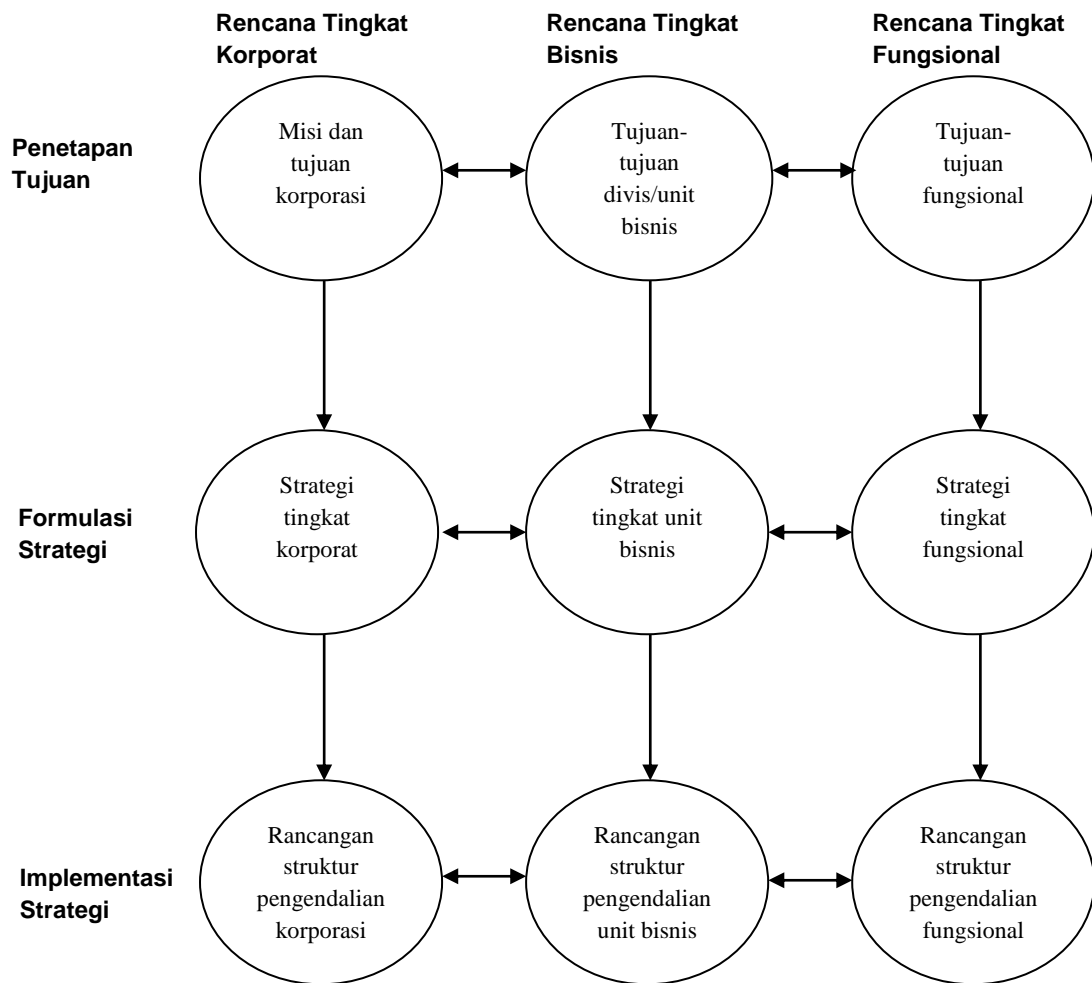 Rencana Tingkat
Korporat
Rencana Tingkat
Bisnis
Rencana Tingkat
Fungsional
Penetapan
Tujuan
Misi dan
tujuan
korporasi
Tujuan-
tujuan
divis/unit
bisnis
Tujuan-
tujuan
fungsional
Formulasi
Strategi
Strategi
tingkat
korporat
Strategi
tingkat unit
bisnis
Strategi
tingkat
fungsional
Implementasi
Strategi
Rancangan
struktur
pengendalian
korporasi
Rancangan
struktur
pengendalian
unit bisnis
Rancangan
struktur
pengendalian
fungsional